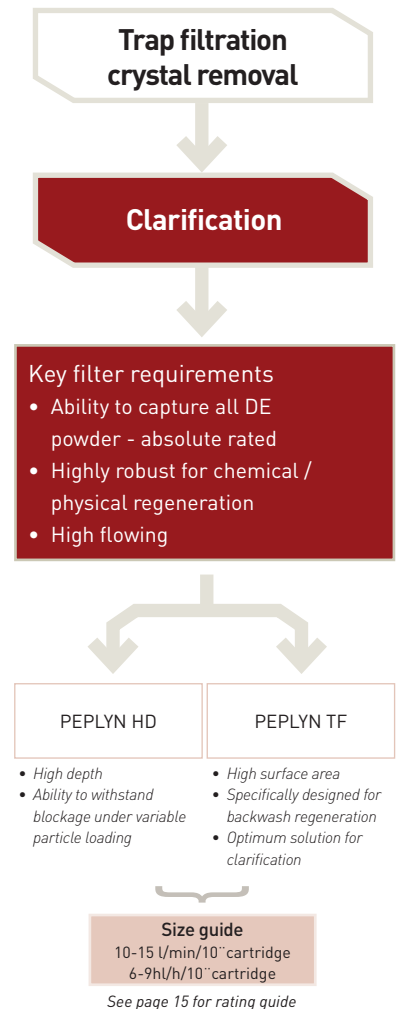 Trap filtration
crystal removal
Clarification
Key filter requirements
• Ability to capture all DE
powder - absolute rated
• Highly robust for chemical /
physical regeneration
• High flowing
PEPLYN HD
PEPLYN TF
• High depth
• Ability to withstand
blockage under variable
particle loading
• High surface area
• Specifically designed for
backwash regeneration
• Optimum solution for
clarification
Size guide
10-15 l/min/10¨cartridge
6-9hl/h/10¨cartridge
See page 15 for rating guide